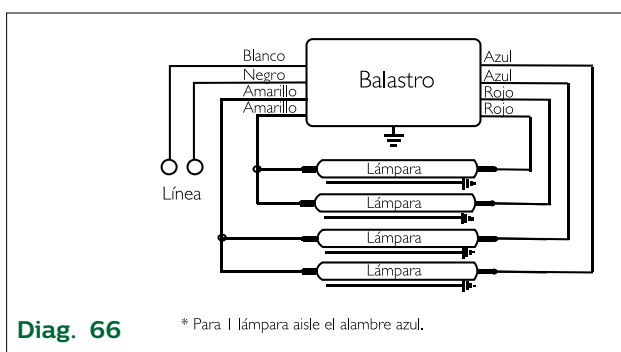 Blanco
Negro
Amarillo
Amarillo
Balastro
Azul
Azul
Rojo
Rojo
Línea
Lámpara
Lámpara
Lámpara
Lámpara
Diag. 66
* Para 1 lámpara aisle el alambre azul.